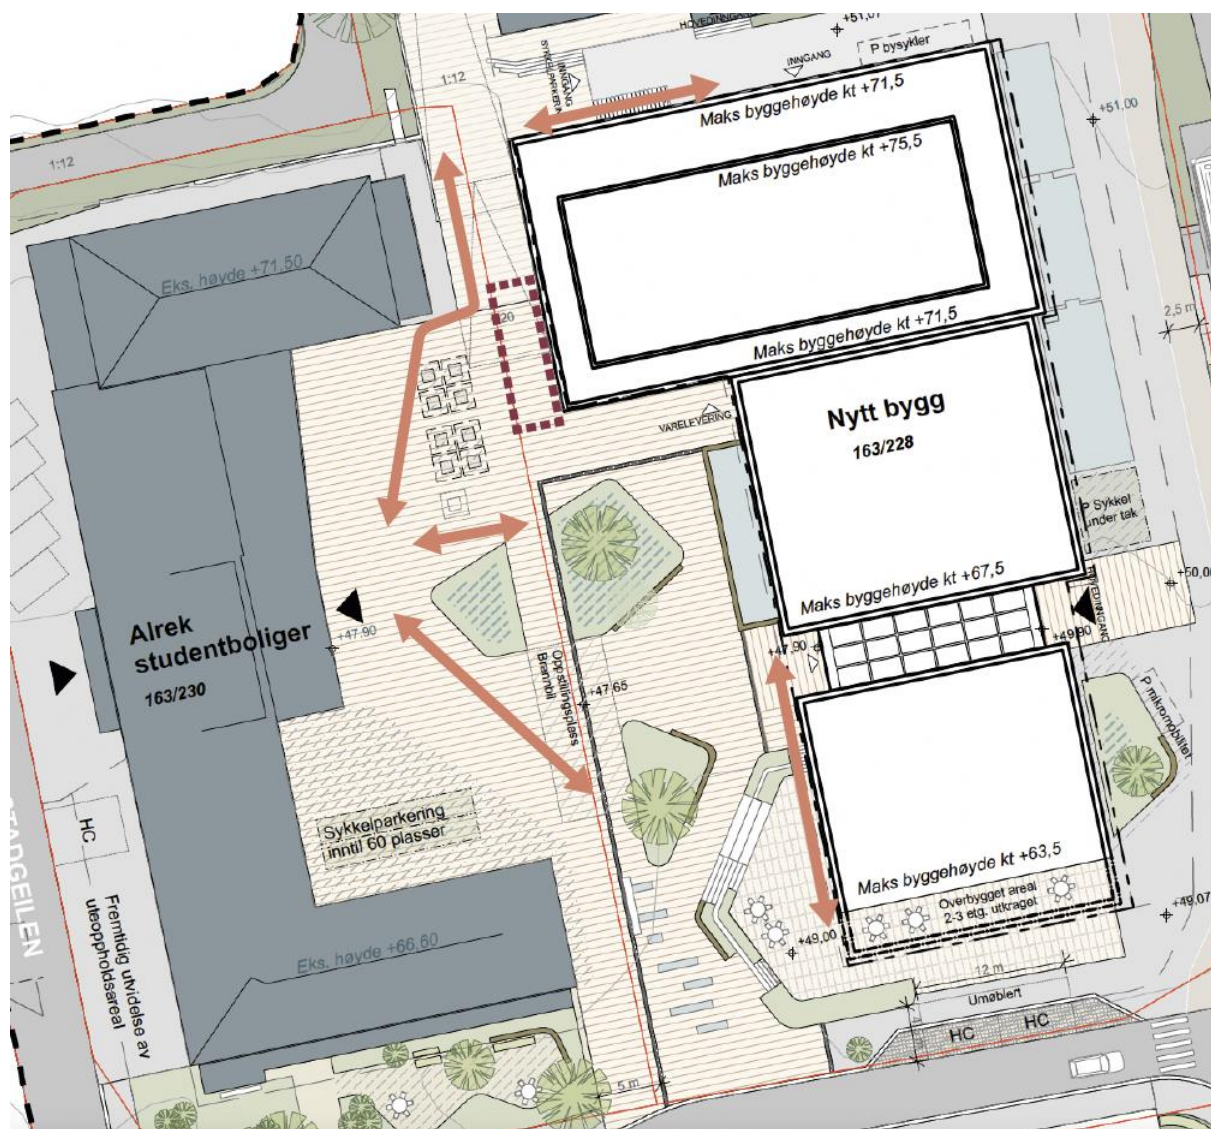 HOVEDINNGANG
+51,07
P bysykler
INNGANG
SYKKELPARKERING
INNGANG
1:12
Maks byggehøyde kt +71,5
+51,00
1:12
Maks byggehøyde kt +75,5
Eks. høyde +71,50
20
2,5 m
Maks byggehøyde kt +71,5
Nytt bygg
163/228
VARELEVERING
P Sykkel
under tak
Maks byggehøyde kt +67,5
HOVEDINNGANG
Alrek
studentboliger
163/230
+47.90
+47,90
+49,90
Oppstillingsplass
Brannbil
+47,65
P mikromobilitet
Sykkelparkering
inntil 60 plasser
HC
Maks byggehøyde kt +63,5
Overbygget areal
2-3 etg. utkraget
+49,07
+49,00
Fremtidig utvidelse av
uteoppholdsareal
Eks. høyde +66,60
12 m
Umøblert
HC
HC
5 m